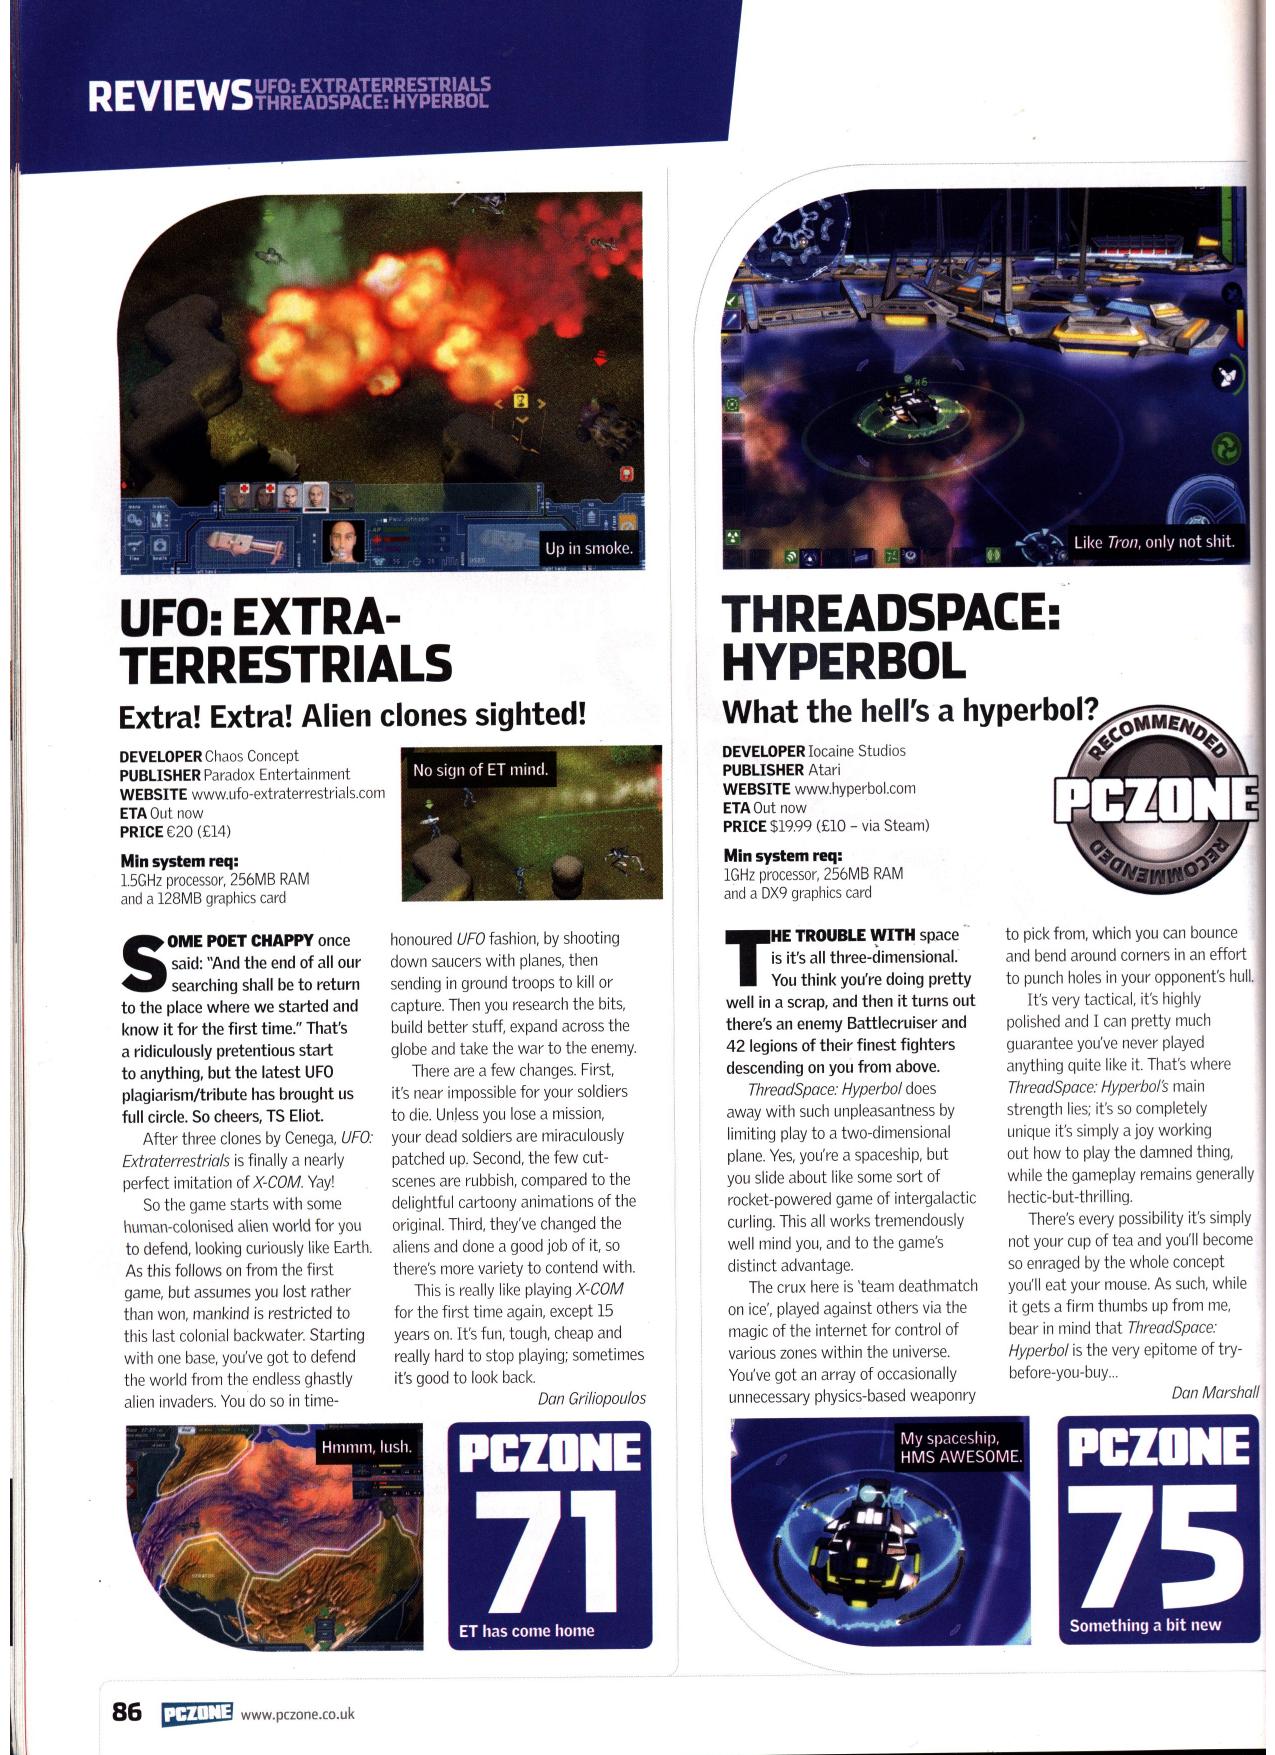 REVIEWS
UFO: EXTRATERRESTRIALS
THREADSPACE: HYPERBOL
Up in smoke.
UFO: EXTRA-
TERRESTRIALS
Extra! Extra! Alien clones sighted!
DEVELOPER Chaos Concept
PUBLISHER Paradox Entertainment
WEBSITE www.ufo-extraterrestrials.com
ETA Out now
PRICE €20 (£14)
Min system req:
1.5GHz processor, 256MB RAM
and a 128MB graphics card
No sign of ET mind.
SOME POET CHAPPY once
said: “And the end of all our
searching shall be to return
to the place where we started and
know it for the first time.” That’s
a ridiculously pretentious start
to anything, but the latest UFO
plagiarism/tribute has brought us
full circle. So cheers, TS Eliot.
After three clones by Cenega, UFO:
Extraterrestrials is finally a nearly
perfect imitation of X-COM. Yay!
So the game starts with some
human-colonised alien world for you
to defend, looking curiously like Earth.
As this follows on from the first
game, but assumes you lost rather
than won, mankind is restricted to
this last colonial backwater. Starting
with one base, you’ve got to defend
the world from the endless ghastly
alien invaders. You do so in time-
honoured UFO fashion, by shooting
down saucers with planes, then
sending in ground troops to kill or
capture. Then you research the bits,
build better stuff, expand across the
globe and take the war to the enemy.
There are a few changes. First,
it’s near impossible for your soldiers
to die. Unless you lose a mission,
your dead soldiers are miraculously
patched up. Second, the few cut-
scenes are rubbish, compared to the
delightful cartoony animations of the
original. Third, they’ve changed the
aliens and done a good job of it, so
there’s more variety to contend with.
This is really like playing X-COM
for the first time again, except 15
years on. It’s fun, tough, cheap and
really hard to stop playing; sometimes
it’s good to look back.
Dan Griliopoulos
Hmmm, lush.
PCZONE
71
ET has come home
Like Tron, only not shit.
THREADSPACE:
HYPERBOL
What the hell’s a hyperbol?
DEVELOPER Iocaine Studios
PUBLISHER Atari
WEBSITE www.hyperbol.com
ETA Out now
PRICE $19.99 (£10 – via Steam)
Min system req:
1GHz processor, 256MB RAM
and a DX9 graphics card
RECOMMENDED
PCZONE
RECOMMENDED
THE TROUBLE WITH space
is it’s all three-dimensional.
You think you’re doing pretty
well in a scrap, and then it turns out
there’s an enemy Battlecruiser and
42 legions of their finest fighters
descending on you from above.
ThreadSpace: Hyperbol does
away with such unpleasantness by
limiting play to a two-dimensional
plane. Yes, you’re a spaceship, but
you slide about like some sort of
rocket-powered game of intergalactic
curling. This all works tremendously
well mind you, and to the game’s
distinct advantage.
The crux here is ‘team deathmatch
on ice’, played against others via the
magic of the internet for control of
various zones within the universe.
You’ve got an array of occasionally
unnecessary physics-based weaponry
to pick from, which you can bounce
and bend around corners in an effort
to punch holes in your opponent’s hull.
It’s very tactical, it’s highly
polished and I can pretty much
guarantee you’ve never played
anything quite like it. That’s where
ThreadSpace: Hyperbol’s main
strength lies; it’s so completely
unique it’s simply a joy working
out how to play the damned thing,
while the gameplay remains generally
hectic-but-thrilling.
There’s every possibility it’s simply
not your cup of tea and you’ll become
so enraged by the whole concept
you’ll eat your mouse. As such, while
it gets a firm thumbs up from me,
bear in mind that ThreadSpace:
Hyperbol is the very epitome of try-
before-you-buy...
Dan Marshall
My spaceship,
HMS AWESOME.
x4
PCZONE
75
Something a bit new
86 PCZONE www.pczone.co.uk